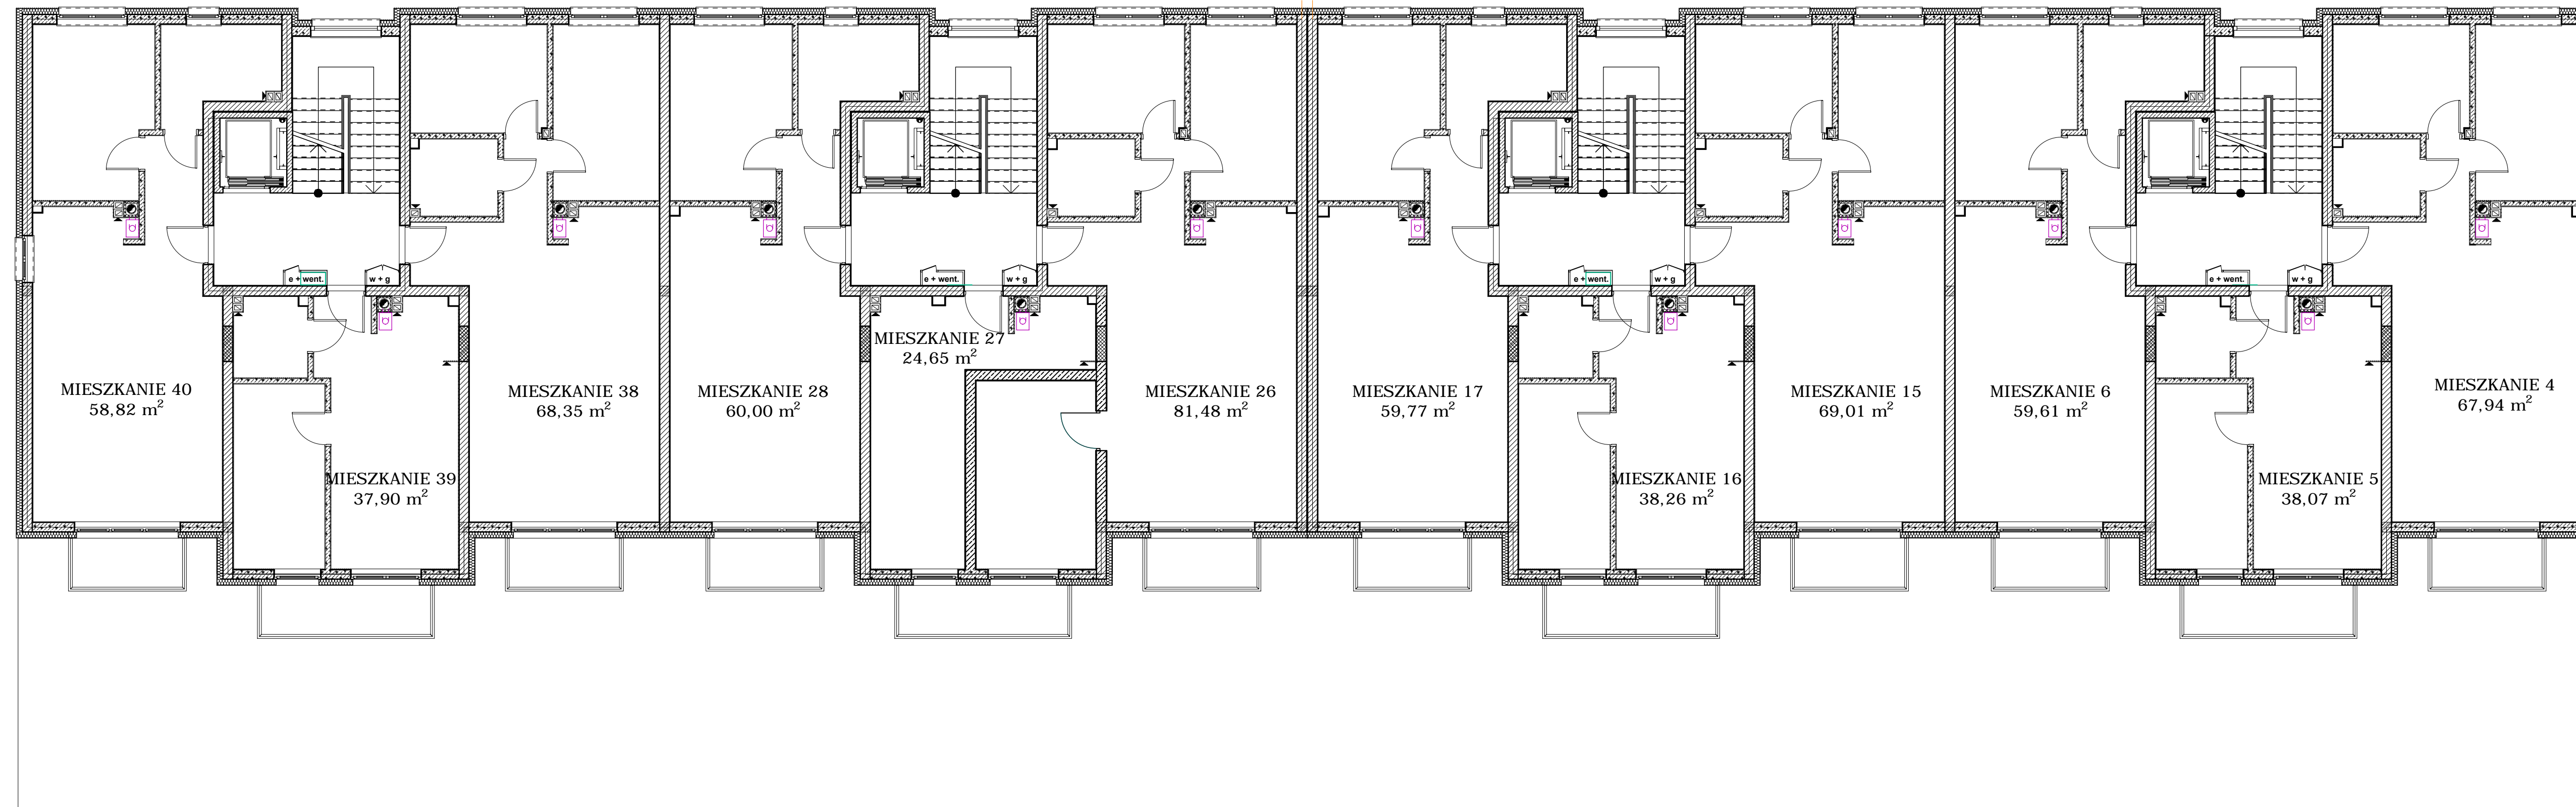 e + went.
w + g
e + went.
w + g
e + went.
w + g
e + went.
w + g
MIESZKANIE 40
58,82 m²
MIESZKANIE 39
37,90 m²
MIESZKANIE 38
68,35 m²
MIESZKANIE 28
60,00 m²
MIESZKANIE 27
24,65 m²
MIESZKANIE 26
81,48 m²
MIESZKANIE 17
59,77 m²
MIESZKANIE 16
38,26 m²
MIESZKANIE 15
69,01 m²
MIESZKANIE 6
59,61 m²
MIESZKANIE 5
38,07 m²
MIESZKANIE 4
67,94 m²